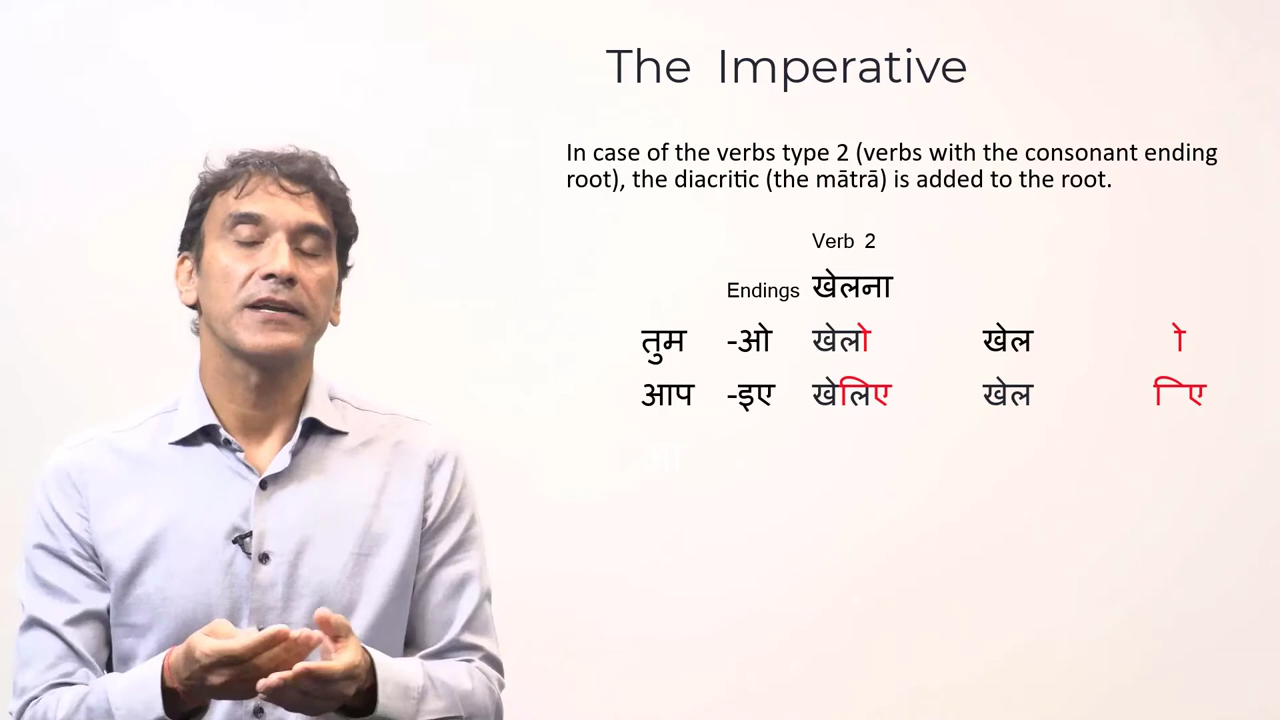 The Imperative
In case of the verbs type 2 (verbs with the consonant ending
root), the diacritic (the mātrā) is added to the root.
Verb 2
Endings खेलना
तुम -ओ खेलो खेल ो
आप -इए खेलिए खेल िए